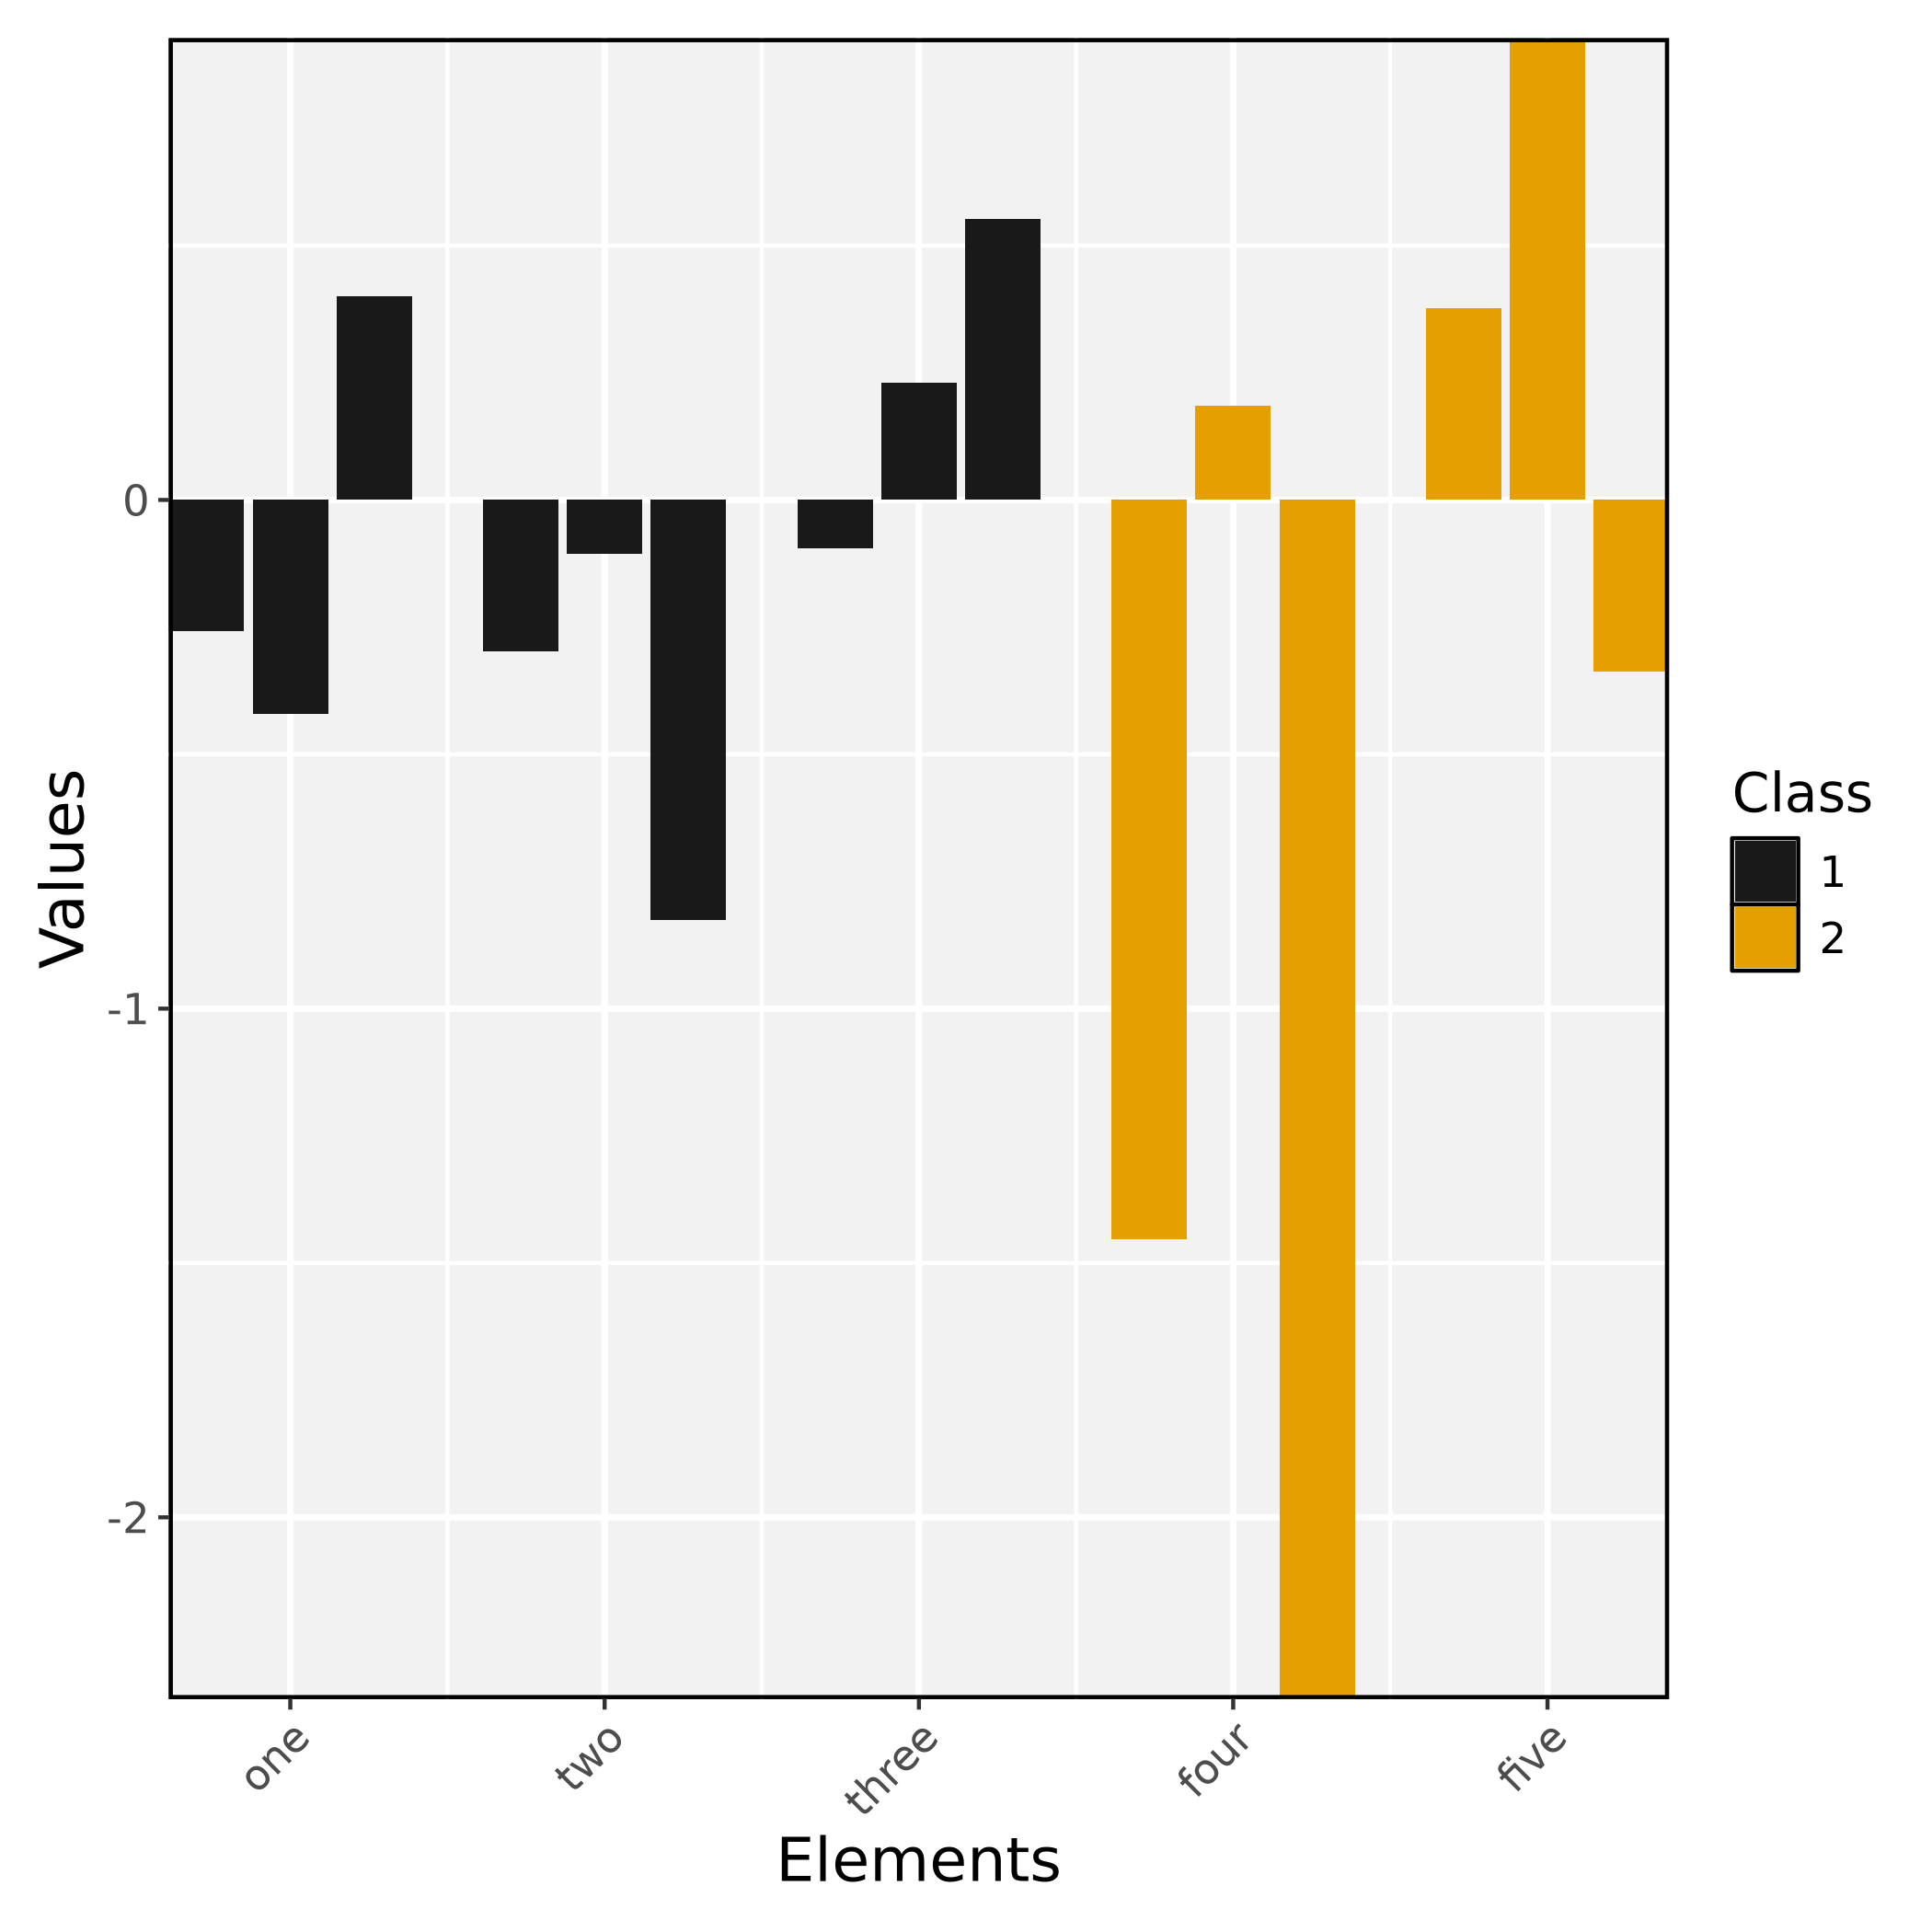 Values
0
-1
-2
one
two
three
four
five
Elements
Class
1
2